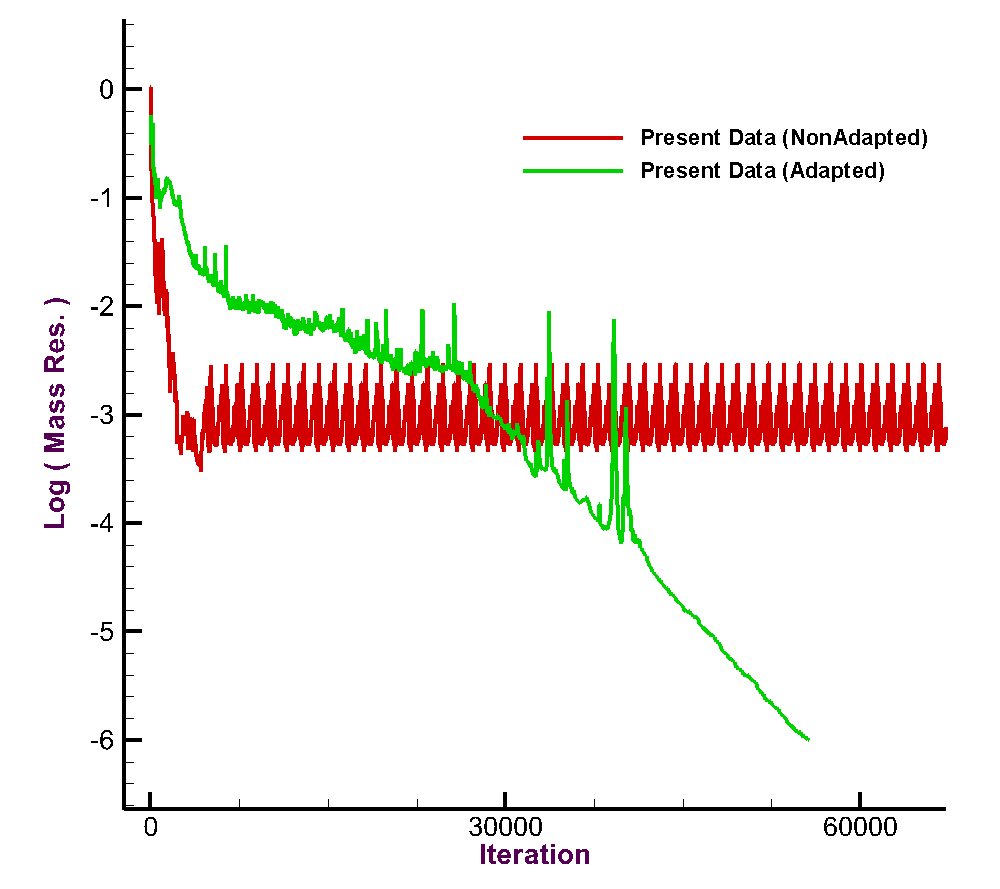 0
-1
-2
-3
-4
-5
-6
Log ( Mass Res. )
Present Data (NonAdapted)
Present Data (Adapted)
0 30000 60000
Iteration